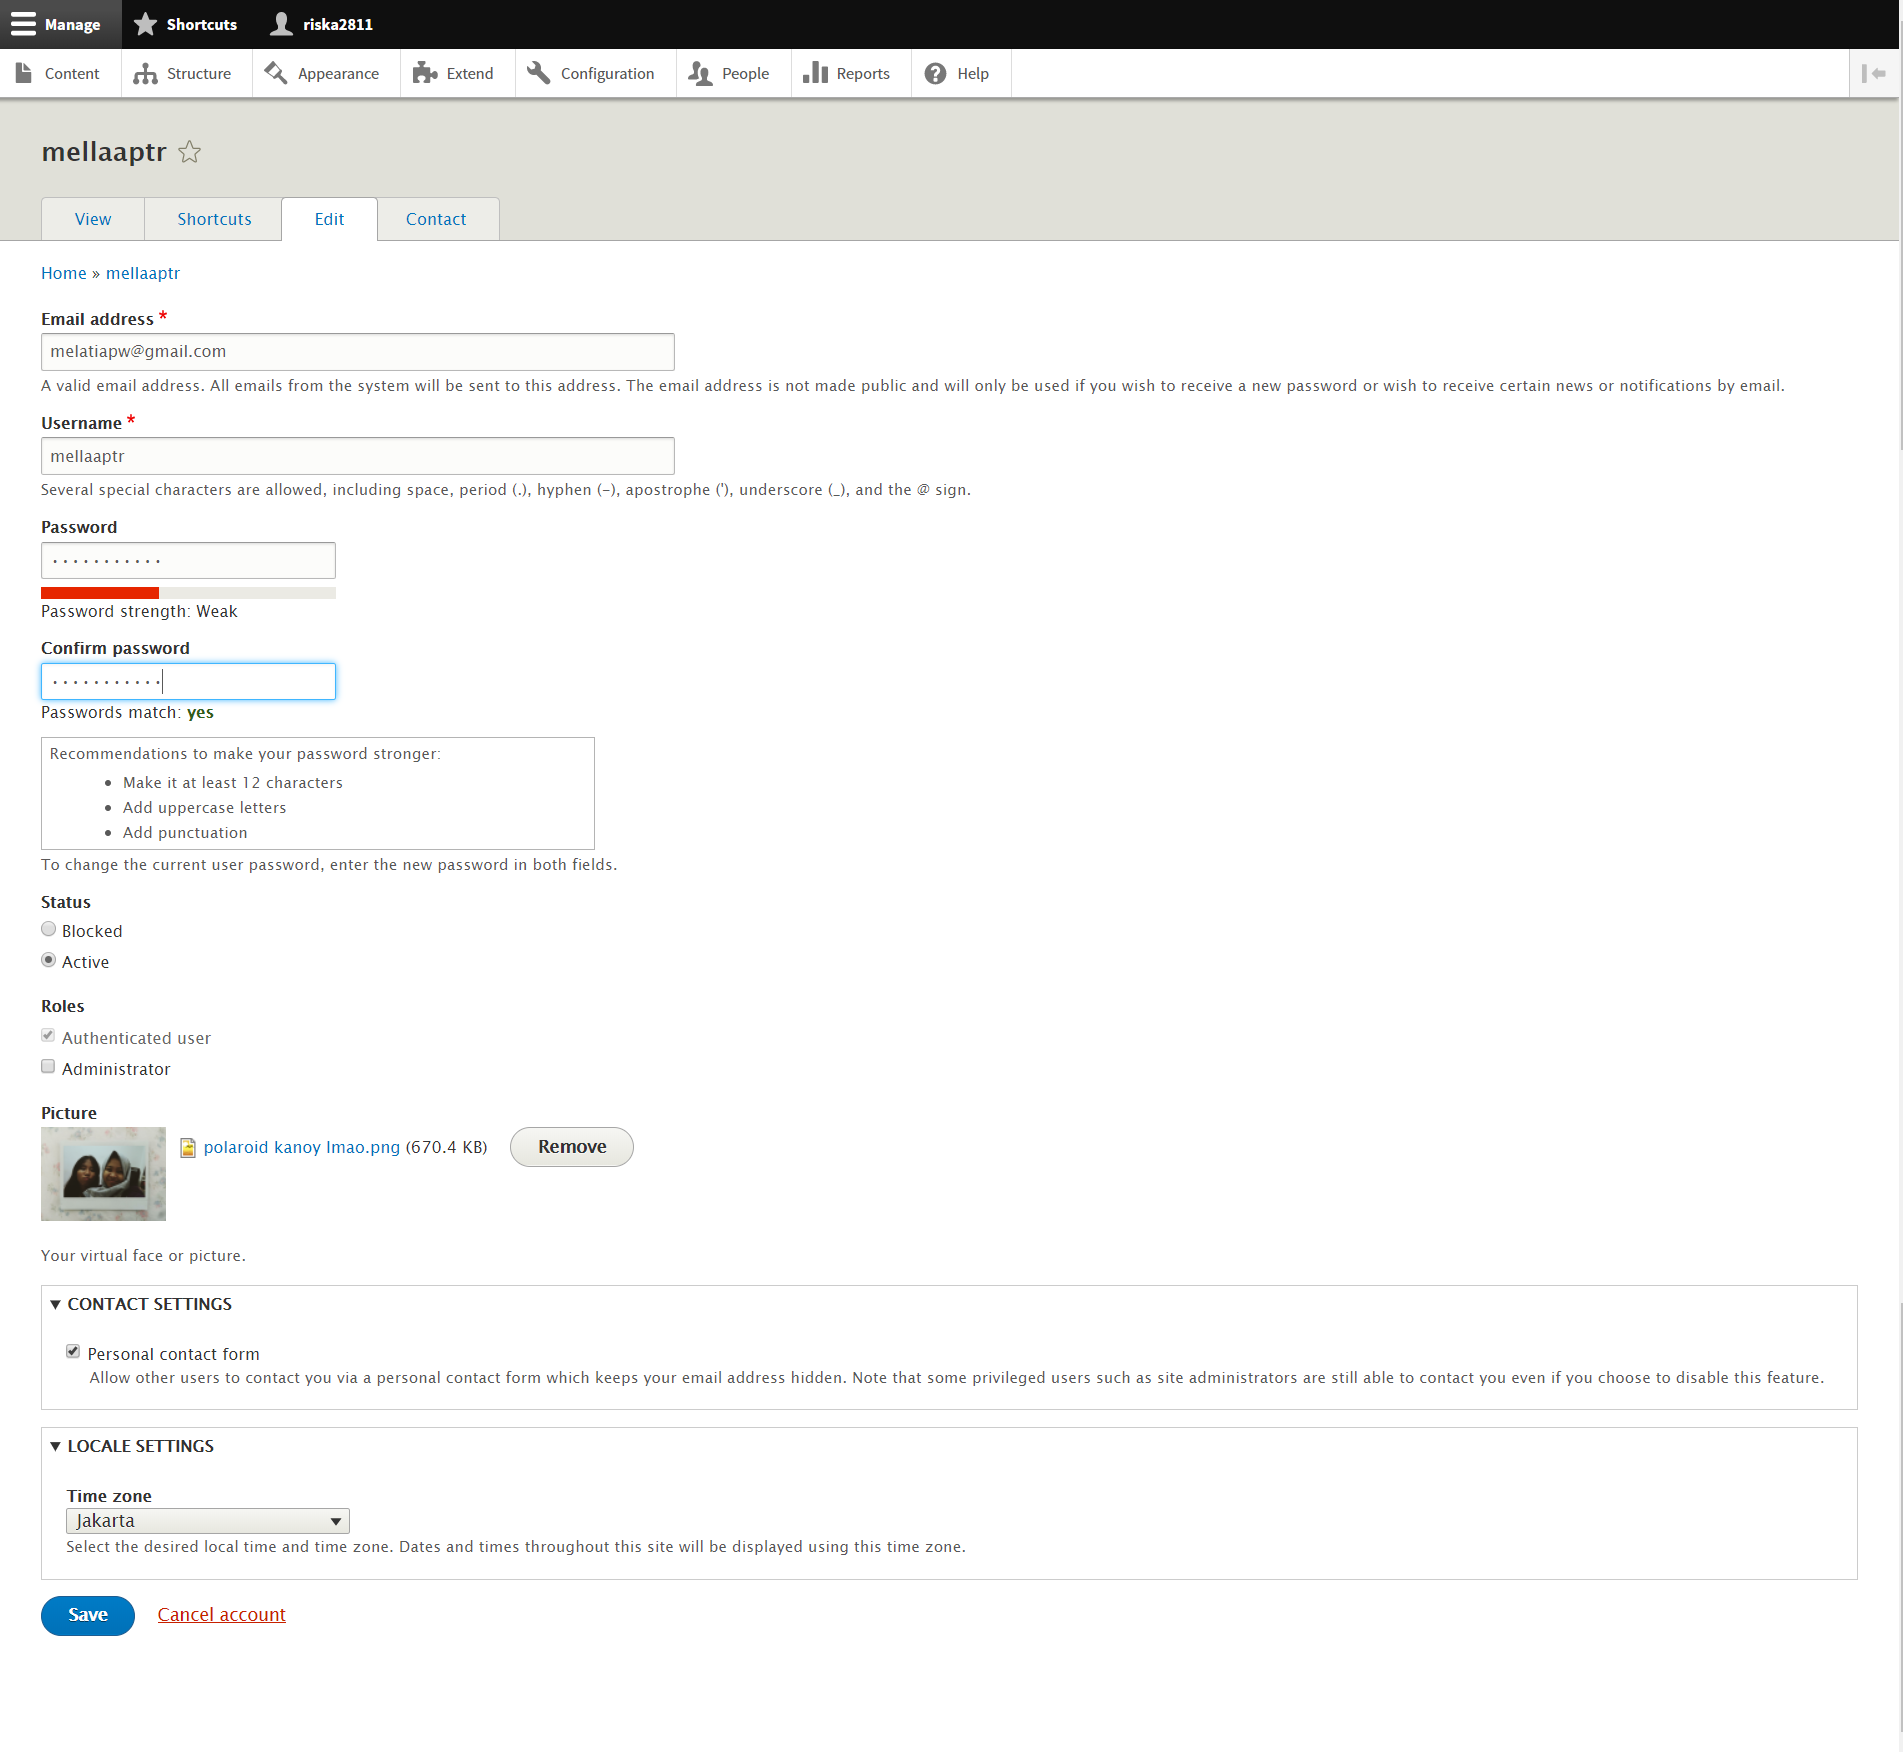 Manage Shortcuts riska2811
Content Structure Appearance Extend Configuration People Reports Help
mellaaptr
View Shortcuts Edit Contact
Home » mellaaptr
Email address *
melatiapw@gmail.com
A valid email address. All emails from the system will be sent to this address. The email address is not made public and will only be used if you wish to receive a new password or wish to receive certain news or notifications by email.
Username *
mellaaptr
Several special characters are allowed, including space, period (.), hyphen (-), apostrophe ('), underscore (_), and the @ sign.
Password
···········
Password strength: Weak
Confirm password
···········
Passwords match: yes
Recommendations to make your password stronger:
• Make it at least 12 characters
• Add uppercase letters
• Add punctuation
To change the current user password, enter the new password in both fields.
Status
Blocked
Active
Roles
Authenticated user
Administrator
Picture
polaroid kanoy lmao.png (670.4 KB) Remove
Your virtual face or picture.
CONTACT SETTINGS
Personal contact form
Allow other users to contact you via a personal contact form which keeps your email address hidden. Note that some privileged users such as site administrators are still able to contact you even if you choose to disable this feature.
LOCALE SETTINGS
Time zone
Jakarta
Select the desired local time and time zone. Dates and times throughout this site will be displayed using this time zone.
Save Cancel account